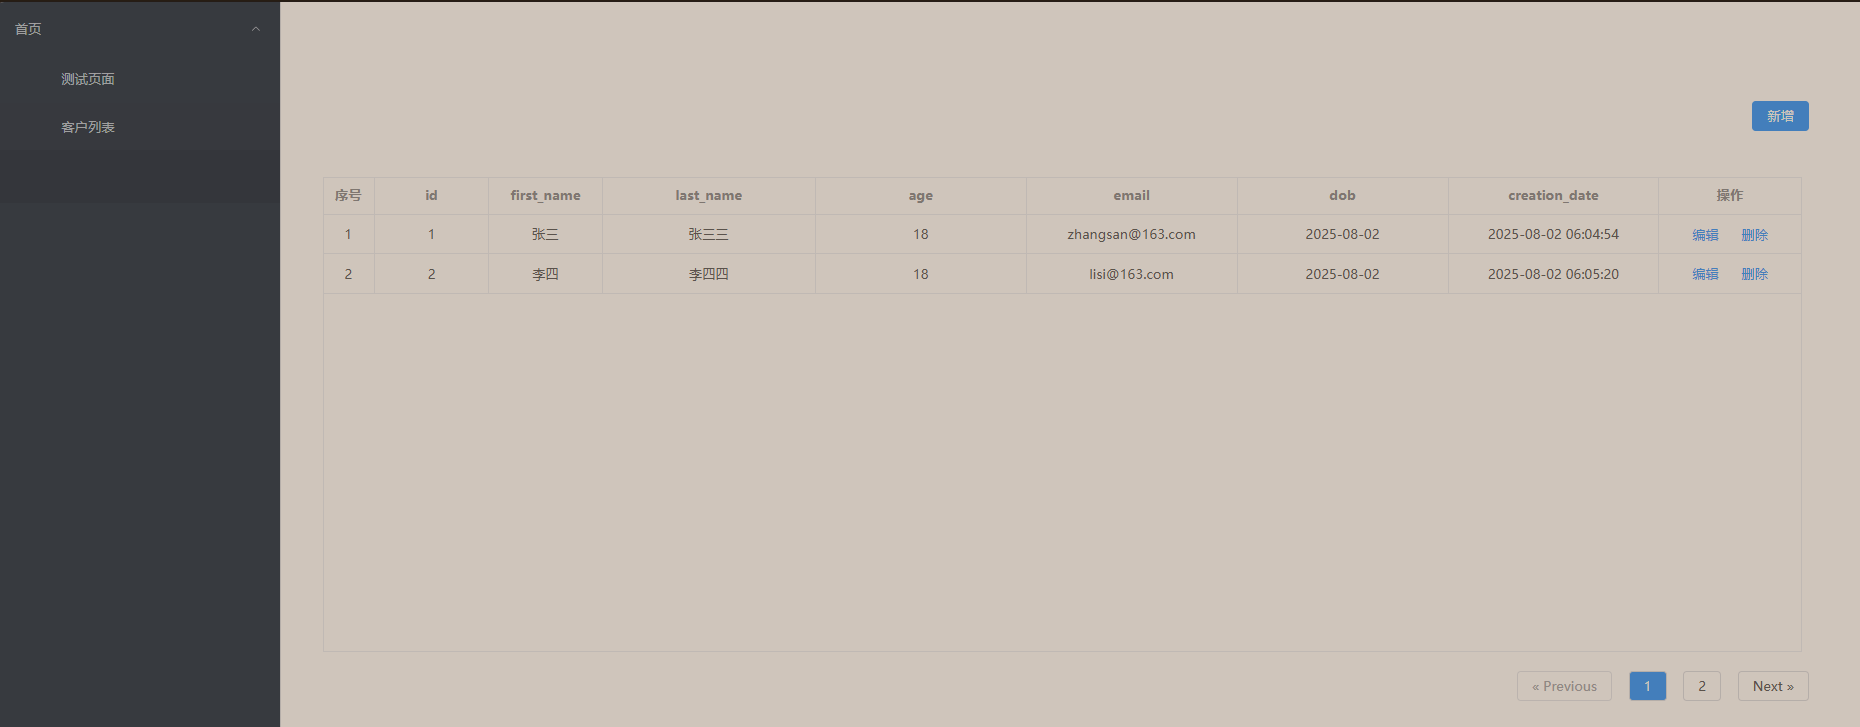 首页
测试页面
客户列表
新增
序号 id first_name last_name age email dob creation_date 操作
1 1 张三 张三三 18 zhangsan@163.com 2025-08-02 2025-08-02 06:04:54 编辑 删除
2 2 李四 李四四 18 lisi@163.com 2025-08-02 2025-08-02 06:05:20 编辑 删除
« Previous 1 2 Next »